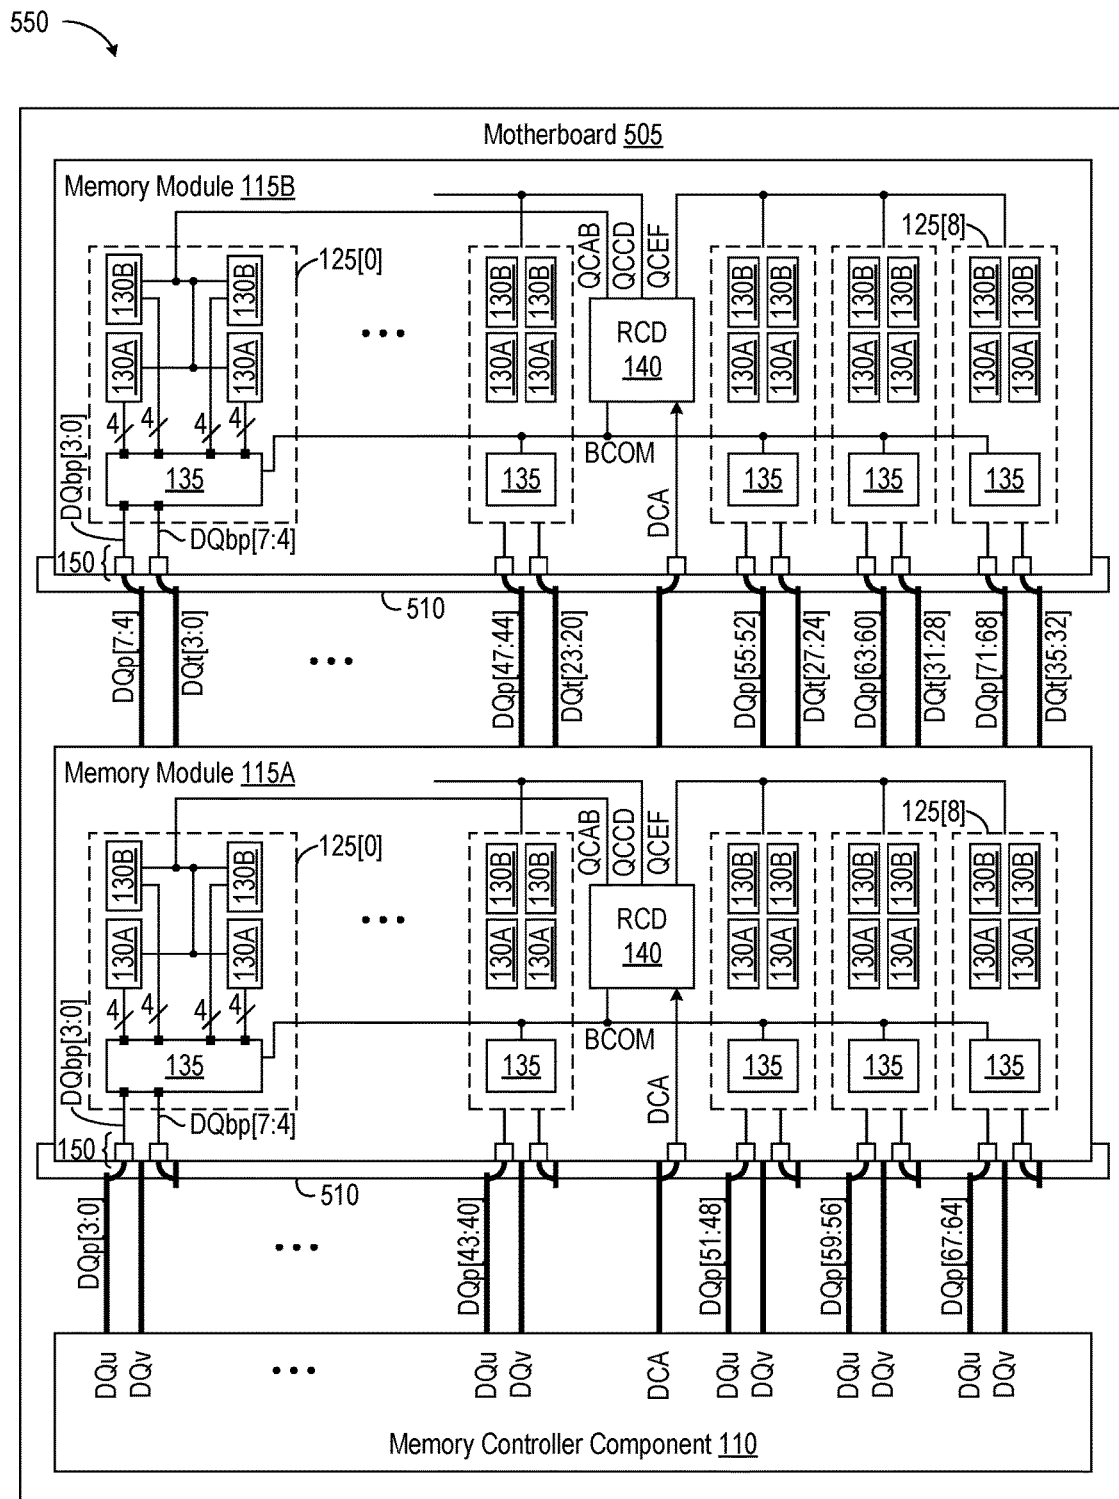 550
Motherboard 505
Memory Module 115B
QCAB
QCCD
QCEF
125[8]
125[0]
130B
130B
130B 130B
130B 130B
130B 130B
130B 130B
RCD
140
130A
130A
130A 130A
130A 130A
130A 130A
130A 130A
4 4 4 4
DQbp[3:0]
BCOM
135
135
135
135
135
DCA
DQbp[7:4]
150
510
DQp[7:4]
DQt[3:0]
DQp[47:44]
DQt[23:20]
DQp[55:52]
DQt[27:24]
DQp[63:60]
DQt[31:28]
DQp[71:68]
DQt[35:32]
Memory Module 115A
QCAB
QCCD
QCEF
125[8]
125[0]
130B
130B
130B 130B
130B 130B
130B 130B
130B 130B
RCD
140
130A
130A
130A 130A
130A 130A
130A 130A
130A 130A
4 4 4 4
DQbp[3:0]
BCOM
135
135
135
135
135
DCA
DQbp[7:4]
150
510
DQp[3:0]
DQp[43:40]
DQp[51:48]
DQp[59:56]
DQp[67:64]
DQu
DQv
DQu
DQv
DCA
DQu
DQv
DQu
DQv
DQu
DQv
Memory Controller Component 110